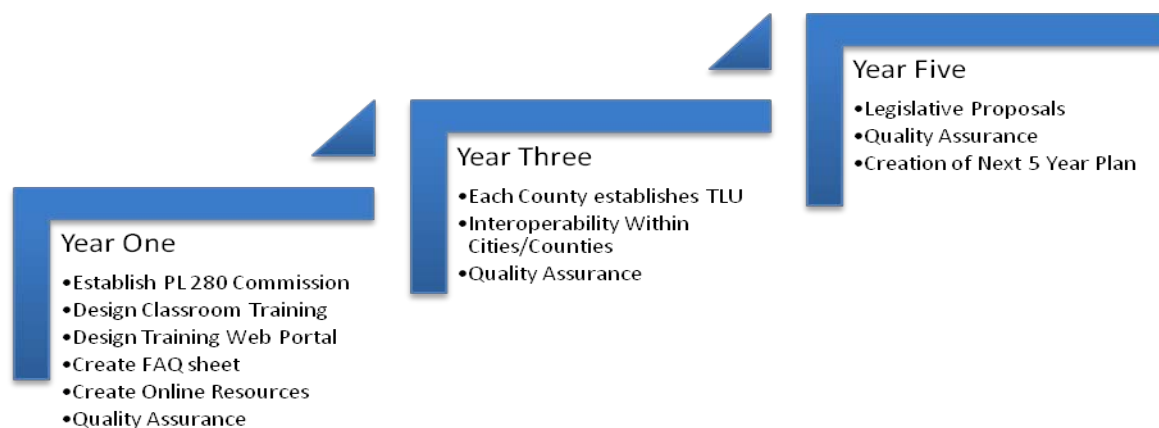 Year One
•Establish PL 280 Commission
•Design Classroom Training
•Design Training Web Portal
•Create FAQ sheet
•Create Online Resources
•Quality Assurance
Year Three
•Each County establishes TLU
•Interoperability Within
Cities/Counties
•Quality Assurance
Year Five
•Legislative Proposals
•Quality Assurance
•Creation of Next 5 Year Plan